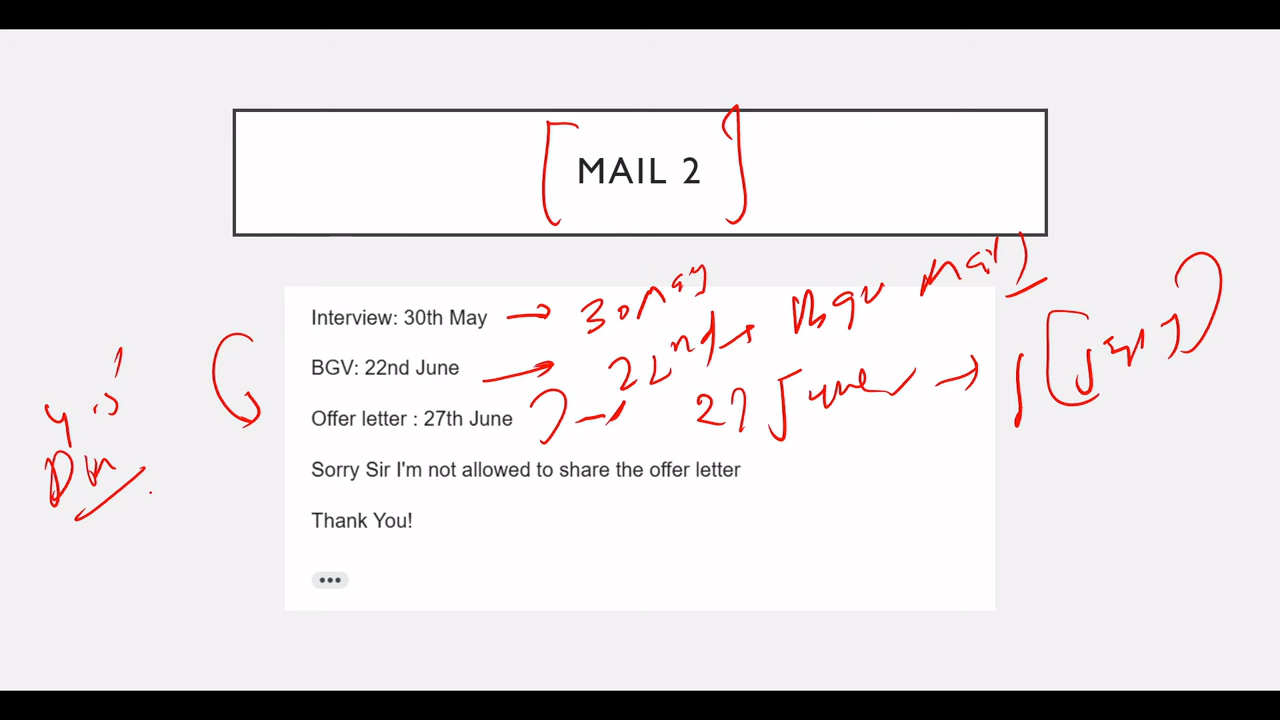 MAIL 2
Interview: 30th May → 30 May
BGV: 22nd June → 22nd → Bgv Mail
Offer letter : 27th June → 27 June →
Sorry Sir I'm not allowed to share the offer letter
Thank You!